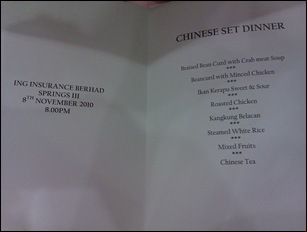 ING INSURANCE BERHAD
SPRINGS III
8TH NOVEMBER 2010
8.00PM
CHINESE SET DINNER
Braised Bean Curd with Crab meat Soup
***
Beancurd with Minced Chicken
***
Ikan Kerapu Sweet & Sour
***
Roasted Chicken
***
Kangkung Belacan
***
Steamed White Rice
***
Mixed Fruits
***
Chinese Tea